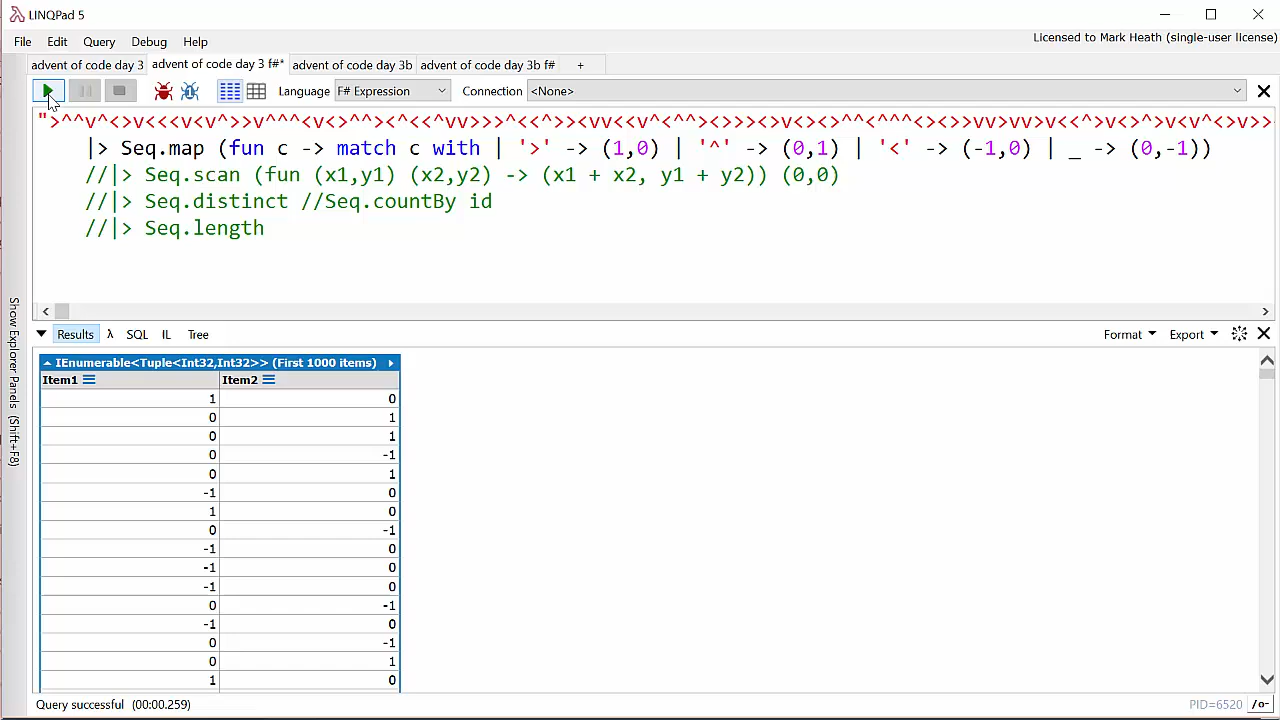 LINQPad 5
File Edit Query Debug Help
Licensed to Mark Heath (single-user license)
advent of code day 3 advent of code day 3 f#* advent of code day 3b advent of code day 3b f# +
Language F# Expression Connection <None>
">^^v^<>v<<<v<v^>>v^^^<v<>^^><^<<^vv>>>^<<^>><vv<<v^<^^><>>><>v<><>^^<^^^<><>>vv>vv>v<<^>v<>^>v<v^<v>>
|> Seq.map (fun c -> match c with | '>' -> (1,0) | '^' -> (0,1) | '<' -> (-1,0) | _ -> (0,-1))
//|> Seq.scan (fun (x1,y1) (x2,y2) -> (x1 + x2, y1 + y2)) (0,0)
//|> Seq.distinct //Seq.countBy id
//|> Seq.length
Show Explorer Panels (Shift+F8)
Results λ SQL IL Tree
Format Export
IEnumerable<Tuple<Int32,Int32>> (First 1000 items)
Item1 Item2
1 0
0 1
0 1
0 -1
0 1
-1 0
1 0
0 -1
-1 0
-1 0
-1 0
0 -1
-1 0
0 -1
0 1
1 0
Query successful (00:00.259)
PID=6520 /o-